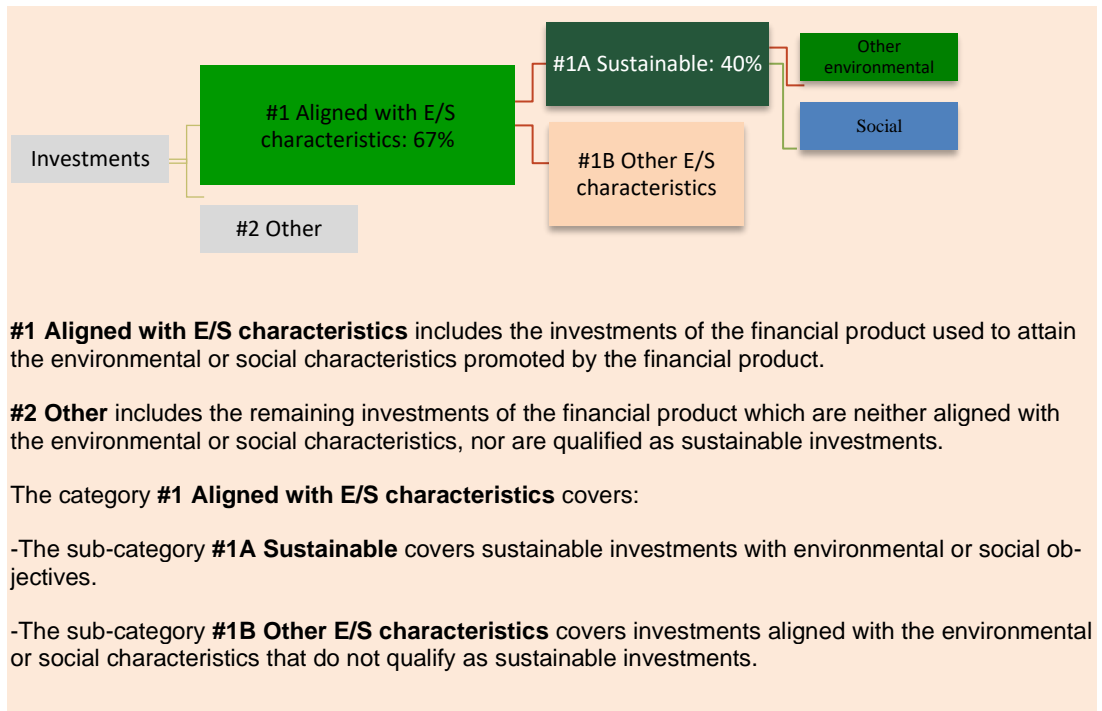 Investments
#1 Aligned with E/S
characteristics: 67%
#2 Other
#1A Sustainable: 40%
#1B Other E/S
characteristics
Other
environmental
Social
#1 Aligned with E/S characteristics includes the investments of the financial product used to attain
the environmental or social characteristics promoted by the financial product.
#2 Other includes the remaining investments of the financial product which are neither aligned with
the environmental or social characteristics, nor are qualified as sustainable investments.
The category #1 Aligned with E/S characteristics covers:
-The sub-category #1A Sustainable covers sustainable investments with environmental or social ob-
jectives.
-The sub-category #1B Other E/S characteristics covers investments aligned with the environmental
or social characteristics that do not qualify as sustainable investments.